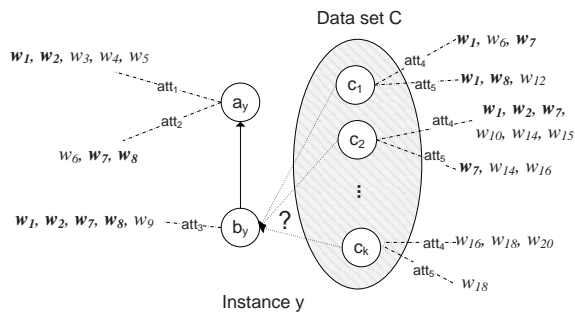 Data set C
w1, w2, w3, w4, w5
att1
ay
att2
w6, w7, w8
w1, w2, w7, w8, w9
att3
by
?
Instance y
c1
att4
w1, w6, w7
att5
w1, w8, w12
c2
att4
w1, w2, w7,
w10, w14, w15
att5
w7, w14, w16
...
ck
att4
w16, w18, w20
att5
w18